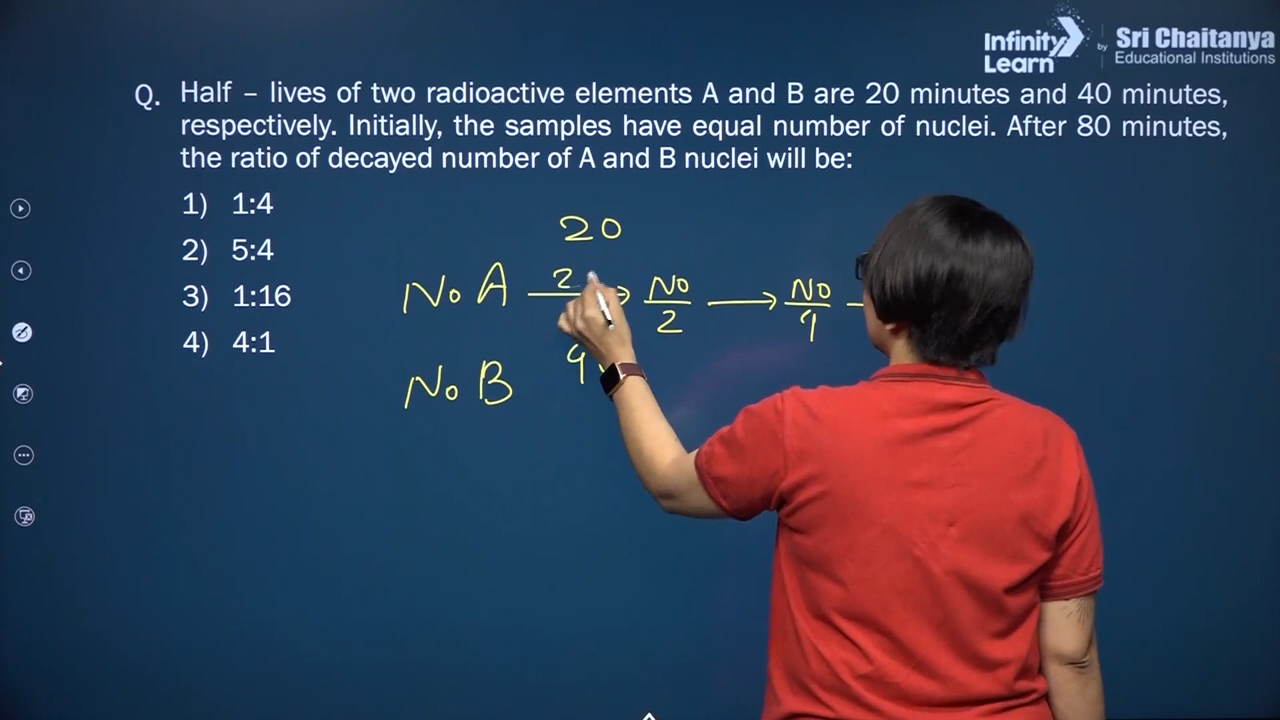 Infinity Learn by Sri Chaitanya Educational Institutions
Q. Half – lives of two radioactive elements A and B are 20 minutes and 40 minutes,
respectively. Initially, the samples have equal number of nuclei. After 80 minutes,
the ratio of decayed number of A and B nuclei will be:
1) 1:4
2) 5:4
3) 1:16
4) 4:1
20
No A 2 → No/2 → No/4
No B